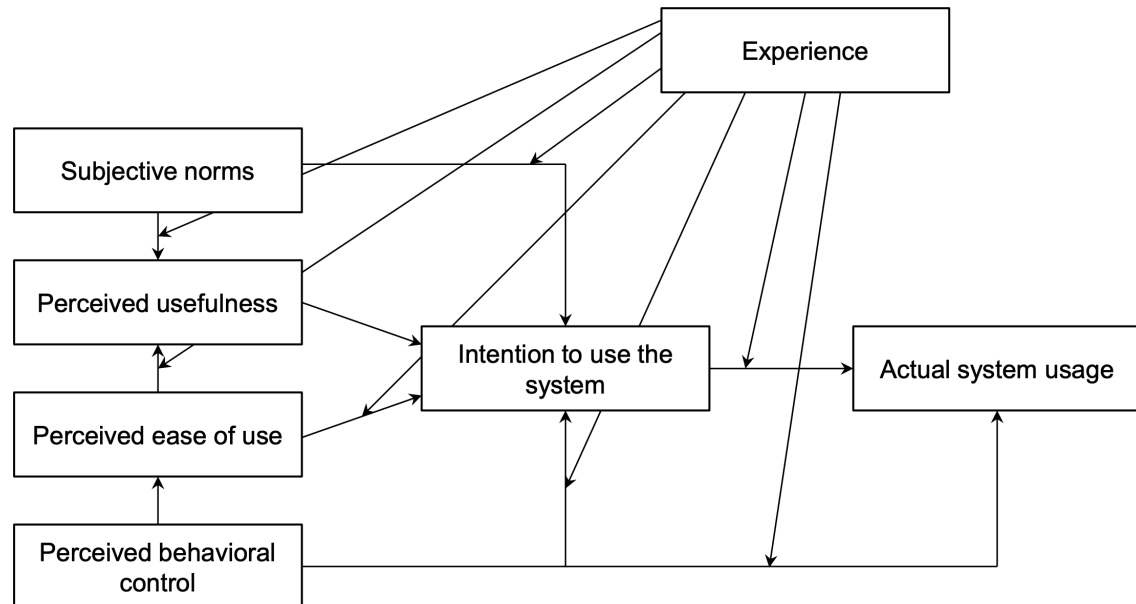 Experience
Subjective norms
Perceived usefulness
Intention to use the
system
Actual system usage
Perceived ease of use
Perceived behavioral
control